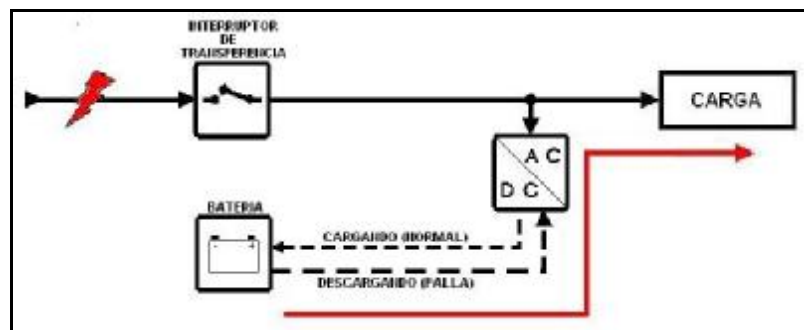 INTERRUPTOR
DE
TRANSFERENCIA
CARGA
A C
D C
BATERIA
CARGANDO (NORMAL)
DESCARGANDO (FALLA)